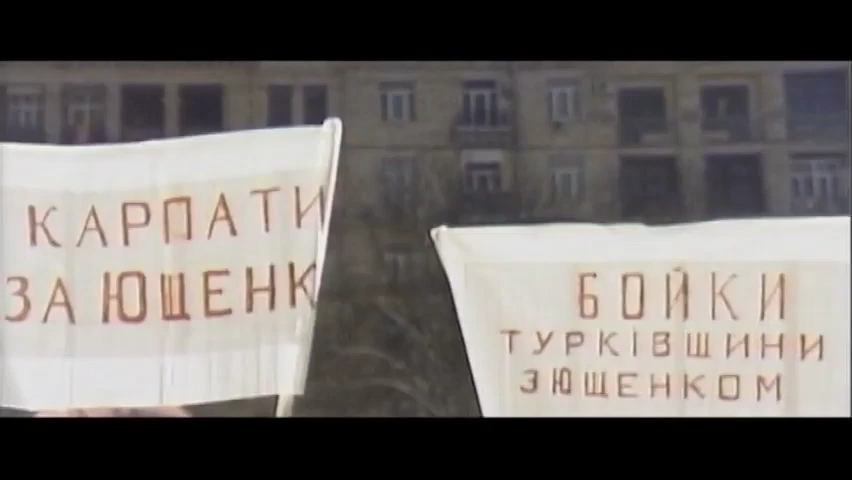 КАРПАТИ
ЗА ЮЩЕНК
БОЙКИ
ТУРКІВЩИНИ
З ЮЩЕНКОМ